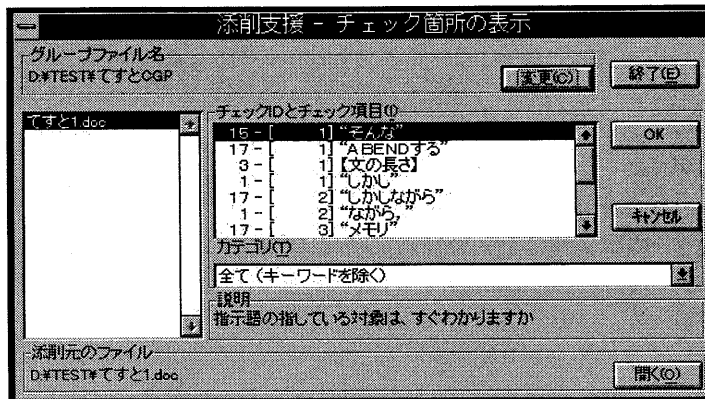 添削支援 - チェック箇所の表示
グループファイル名
D:¥TEST¥てすとCGP
変更(C)
終了(E)
てすと1.doc
チェックIDとチェック項目(I)
15 - [ 1] “そんな”
17 - [ 1] “ABENDする”
3 - [ 1] 【文の長さ】
1 - [ 1] “しかし”
17 - [ 2] “しかしながら”
1 - [ 2] “ながら，”
17 - [ 3] “メモリ”
OK
キャンセル
カテゴリ(T)
全て（キーワードを除く）
説明
指示語の指している対象は、すぐわかりますか
添削元のファイル
D:¥TEST¥てすと1.doc
開く(O)